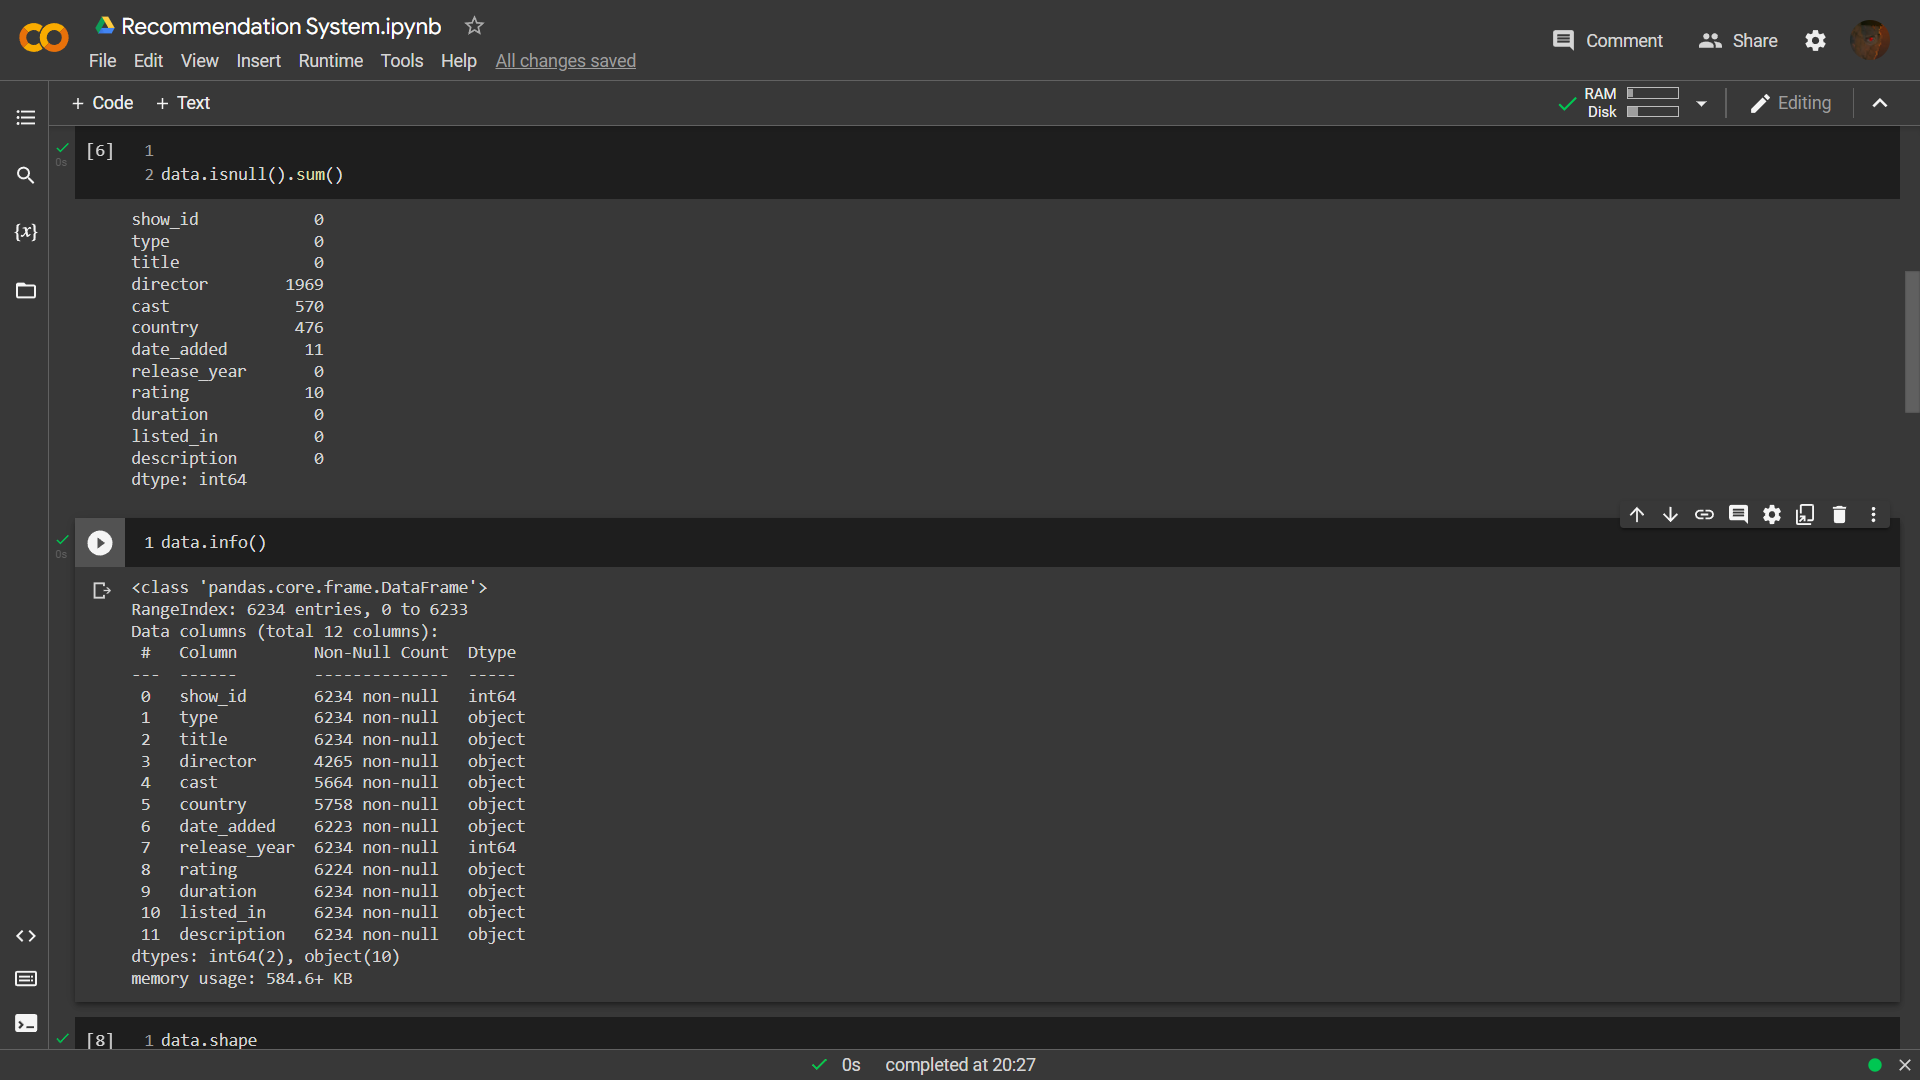 Recommendation System.ipynb
File Edit View Insert Runtime Tools Help All changes saved
Comment
Share
+ Code + Text
RAM
Disk
Editing
[6] 1
2 data.isnull().sum()
0s
show_id 0
type 0
title 0
director 1969
cast 570
country 476
date_added 11
release_year 0
rating 10
duration 0
listed_in 0
description 0
dtype: int64
1 data.info()
0s
<class 'pandas.core.frame.DataFrame'>
RangeIndex: 6234 entries, 0 to 6233
Data columns (total 12 columns):
# Column Non-Null Count Dtype
--- ------ -------------- -----
0 show_id 6234 non-null int64
1 type 6234 non-null object
2 title 6234 non-null object
3 director 4265 non-null object
4 cast 5664 non-null object
5 country 5758 non-null object
6 date_added 6223 non-null object
7 release_year 6234 non-null int64
8 rating 6224 non-null object
9 duration 6234 non-null object
10 listed_in 6234 non-null object
11 description 6234 non-null object
dtypes: int64(2), object(10)
memory usage: 584.6+ KB
[8] 1 data.shape
0s completed at 20:27